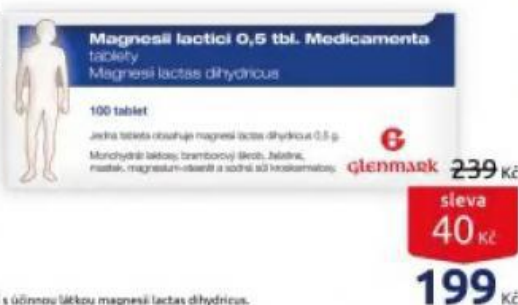 Magnesii lactici 0,5 tbl. Medicamenta
tablety
Magnesii lactas dihydricus
100 tablet
Jedna tableta obsahuje magnesii lactas dihydricus 0,5 g.
Monohydrát laktosy, bramborový škrob, želatina,
mastek, magnesium-stearát a sodná sůl kroskarmelosy.
G
Glenmark
239 Kč
sleva
40 Kč
199 Kč
s účinnou látkou magnesii lactas dihydricus.